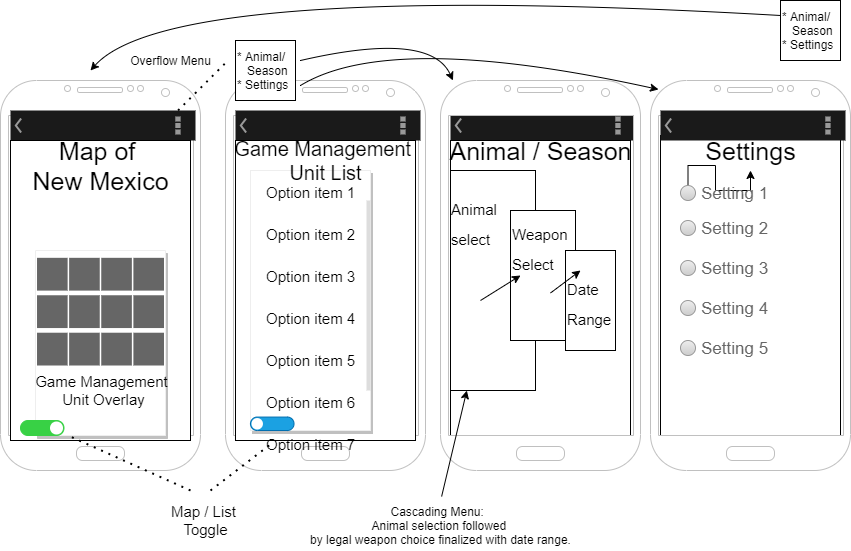 * Animal/
Season
* Settings
Overflow Menu
* Animal/
Season
* Settings
Map of
New Mexico
Game Management
Unit Overlay
Game Management
Unit List
Option item 1
Option item 2
Option item 3
Option item 4
Option item 5
Option item 6
Option item 7
Animal / Season
Animal
select
Weapon
Select
Date
Range
Settings
Setting 1
Setting 2
Setting 3
Setting 4
Setting 5
Map / List
Toggle
Cascading Menu:
Animal selection followed
by legal weapon choice finalized with date range.